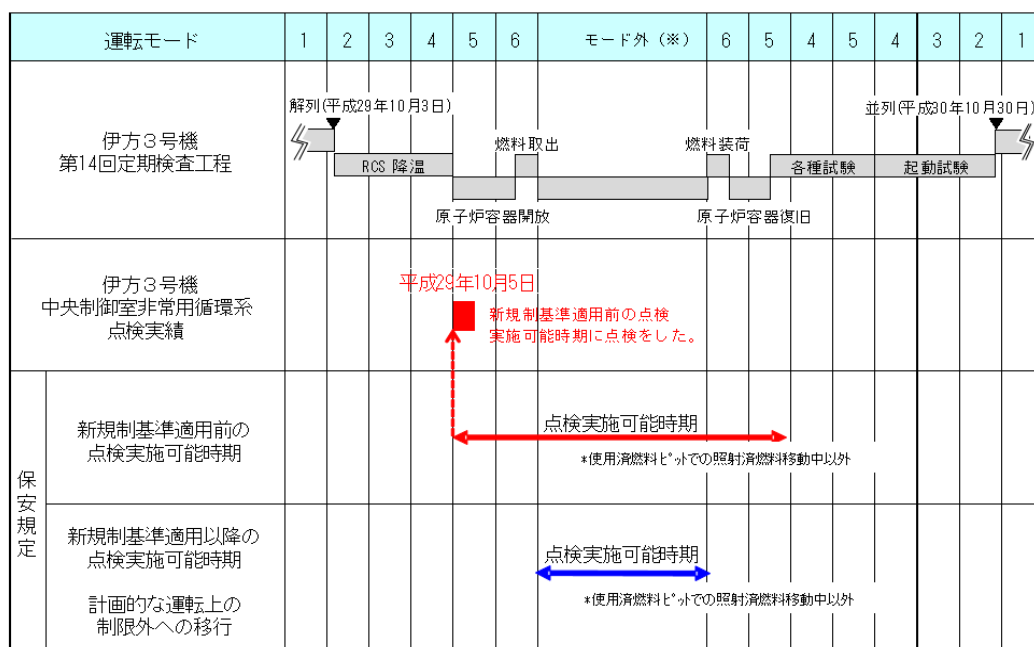 運転モード 1 2 3 4 5 6 モード外(※) 6 5 4 5 4 3 2 1
伊方3号機
第14回定期検査工程
解列(平成29年10月3日)
並列(平成30年10月30日)
燃料取出
燃料装荷
RCS 降温
各種試験
起動試験
原子炉容器開放
原子炉容器復旧
伊方3号機
中央制御室非常用循環系
点検実績
平成29年10月5日
新規制基準適用前の点検
実施可能時期に点検をした。
保安規定
新規制基準適用前の
点検実施可能時期
点検実施可能時期
*使用済燃料ピットでの照射済燃料移動中以外
新規制基準適用以降の
点検実施可能時期
計画的な運転上の
制限外への移行
点検実施可能時期
*使用済燃料ピットでの照射済燃料移動中以外